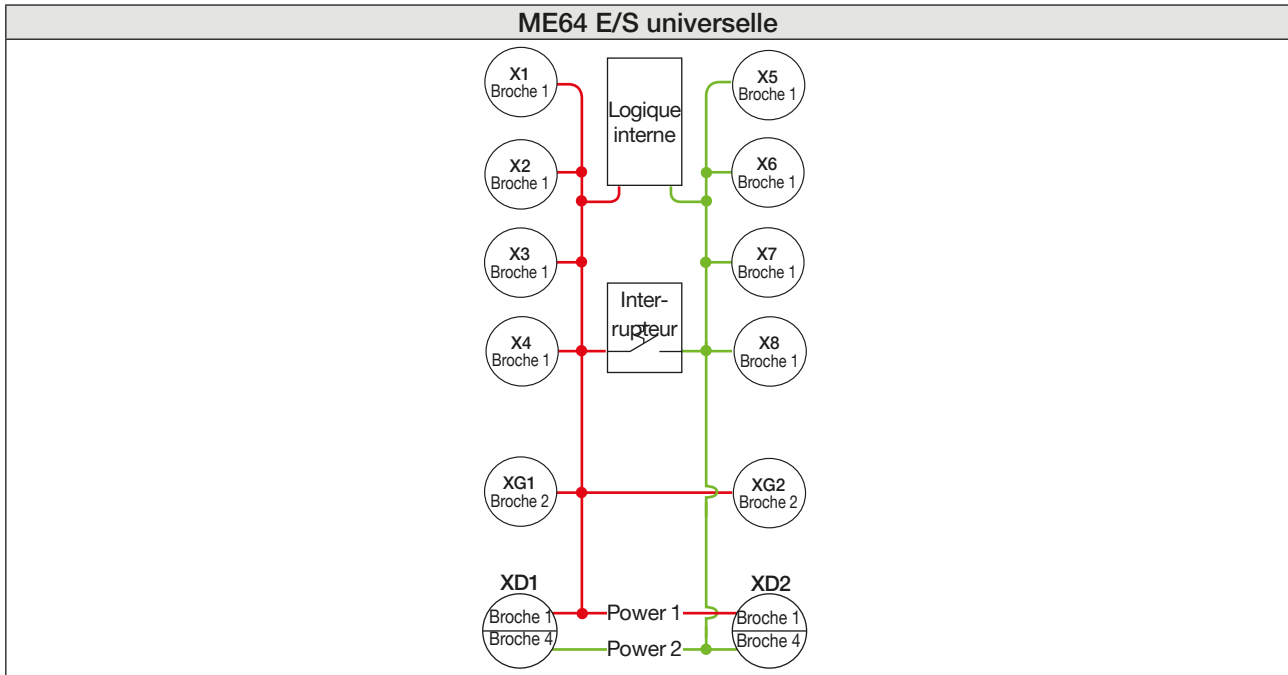 ME64 E/S universelle
X1
Broche 1
Logique
interne
X5
Broche 1
X2
Broche 1
X6
Broche 1
X3
Broche 1
X7
Broche 1
Inter-
rupteur
X4
Broche 1
X8
Broche 1
XG1
Broche 2
XG2
Broche 2
XD1
XD2
Broche 1
Power 1
Broche 1
Broche 4
Power 2
Broche 4